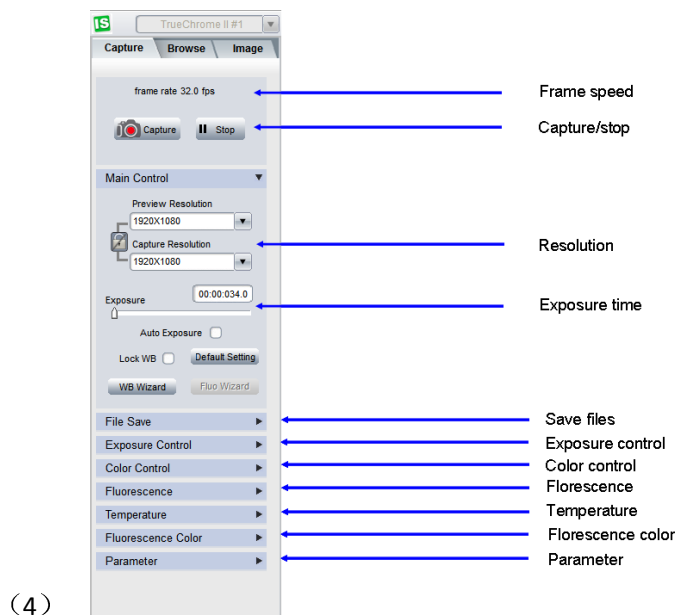 IS TrueChrome II #1
Capture Browse Image
frame rate 32.0 fps
Frame speed
Capture Stop
Capture/stop
Main Control
Preview Resolution
1920X1080
Capture Resolution
Resolution
1920X1080
00:00:034.0
Exposure
Exposure time
Auto Exposure
Lock WB Default Setting
WB Wizard Fluo Wizard
File Save
Save files
Exposure Control
Exposure control
Color Control
Color control
Fluorescence
Florescence
Temperature
Temperature
Fluorescence Color
Florescence color
Parameter
Parameter
（4）